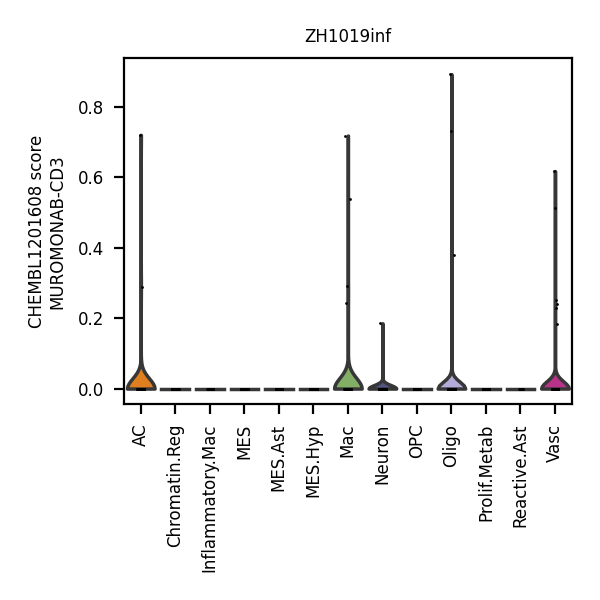 ZH1019inf
CHEMBL1201608 score
MUROMONAB-CD3
0.8
0.6
0.4
0.2
0.0
AC
Chromatin.Reg
Inflammatory.Mac
MES
MES.Ast
MES.Hyp
Mac
Neuron
OPC
Oligo
Prolif.Metab
Reactive.Ast
Vasc